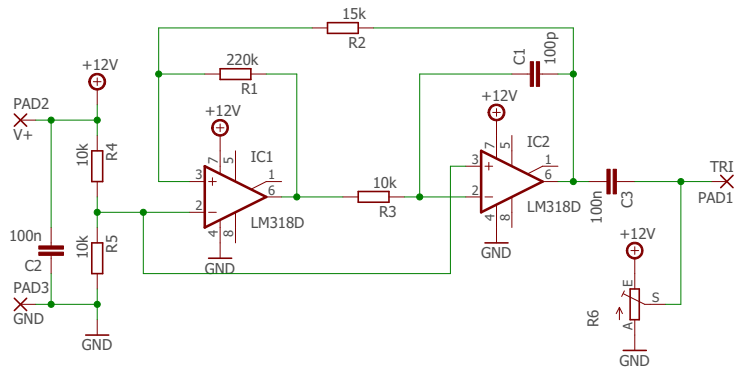 15k
R2
220k
R1
C1
100p
+12V
+12V
+12V
PAD2
V+
10k
R4
7
5
IC1
3
+
1
6
2
−
LM318D
4
8
GND
10k
R3
7
5
IC2
3
+
1
6
2
−
LM318D
4
8
GND
100n
C3
TRI
PAD1
100n
C2
10k
R5
PAD3
GND
GND
+12V
E
S
A
R6
GND